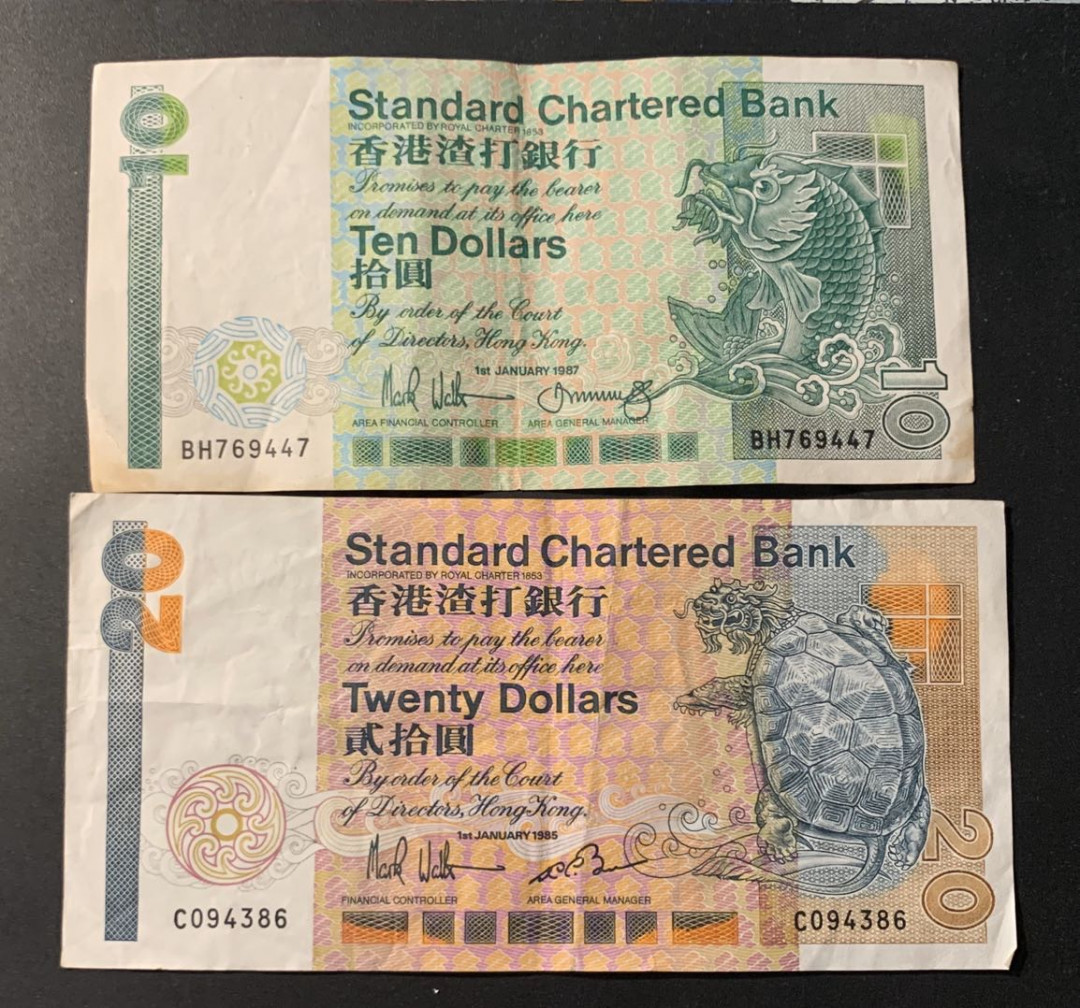 10
Standard Chartered Bank
INCORPORATED BY ROYAL CHARTER 1853
香港渣打銀行
Promises to pay the bearer
on demand at its office here
Ten Dollars
拾圓
By order of the Court
of Directors, Hong Kong.
1st JANUARY 1987
Mark Walk
AREA FINANCIAL CONTROLLER AREA GENERAL MANAGER
10
BH769447 BH769447
20
Standard Chartered Bank
INCORPORATED BY ROYAL CHARTER 1853
香港渣打銀行
Promises to pay the bearer
on demand at its office here
Twenty Dollars
貳拾圓
By order of the Court
of Directors, Hong Kong.
1st JANUARY 1985
Mark Walk
FINANCIAL CONTROLLER AREA GENERAL MANAGER
20
C094386 C094386